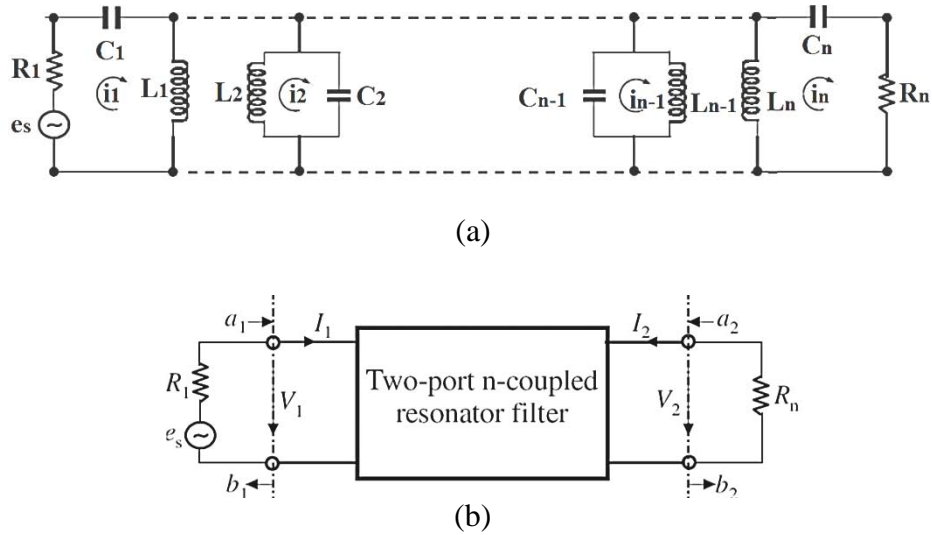 C1 Cn
R1 i1 L1 L2 i2 C2 Cn-1 in-1 Ln-1 Ln in Rn
es
(a)
a1 I1 I2 a2
R1 V1 Two-port n-coupled V2 Rn
es resonator filter
b1 b2
(b)